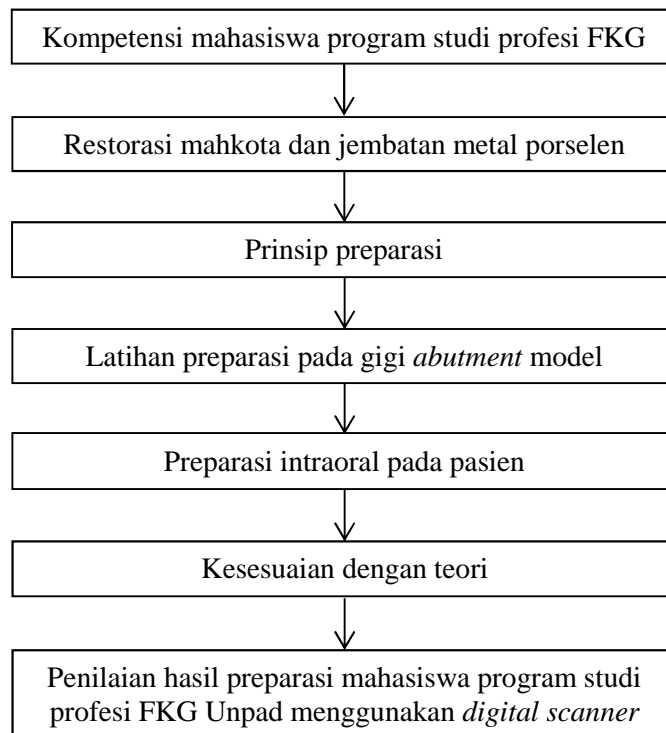 Kompetensi mahasiswa program studi profesi FKG
Restorasi mahkota dan jembatan metal porselen
Prinsip preparasi
Latihan preparasi pada gigi abutment model
Preparasi intraoral pada pasien
Kesesuaian dengan teori
Penilaian hasil preparasi mahasiswa program studi
profesi FKG Unpad menggunakan digital scanner